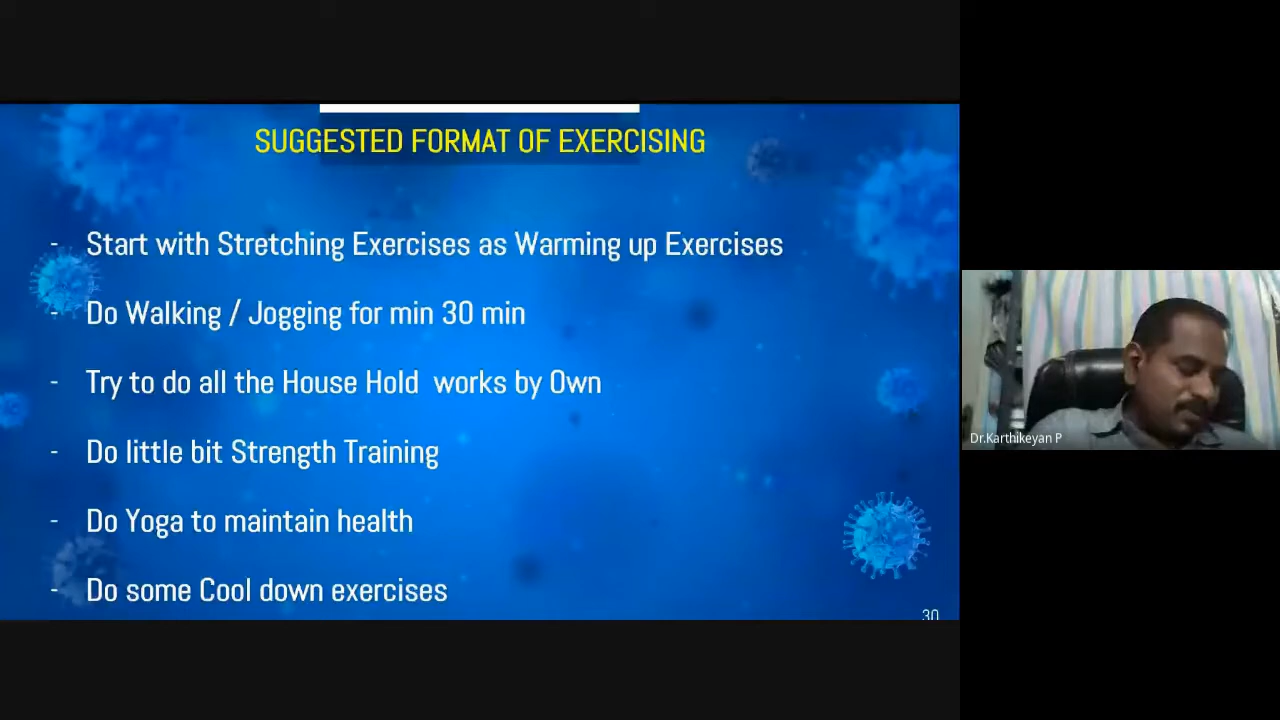 SUGGESTED FORMAT OF EXERCISING
- Start with Stretching Exercises as Warming up Exercises
- Do Walking / Jogging for min 30 min
- Try to do all the House Hold works by Own
- Do little bit Strength Training
- Do Yoga to maintain health
- Do some Cool down exercises
30
Dr.Karthikeyan P